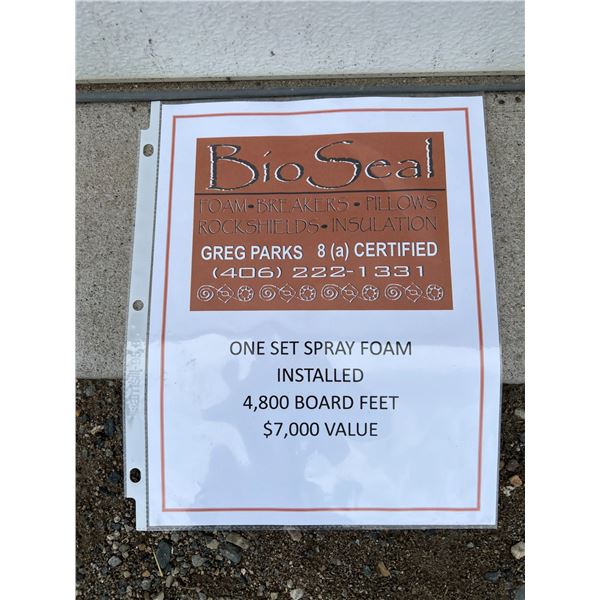 BioSeal
FOAM • BREAKERS • PILLOWS
ROCKSHIELDS • INSULATION
GREG PARKS 8 (a) CERTIFIED
(406) 222-1331
ONE SET SPRAY FOAM
INSTALLED
4,800 BOARD FEET
$7,000 VALUE